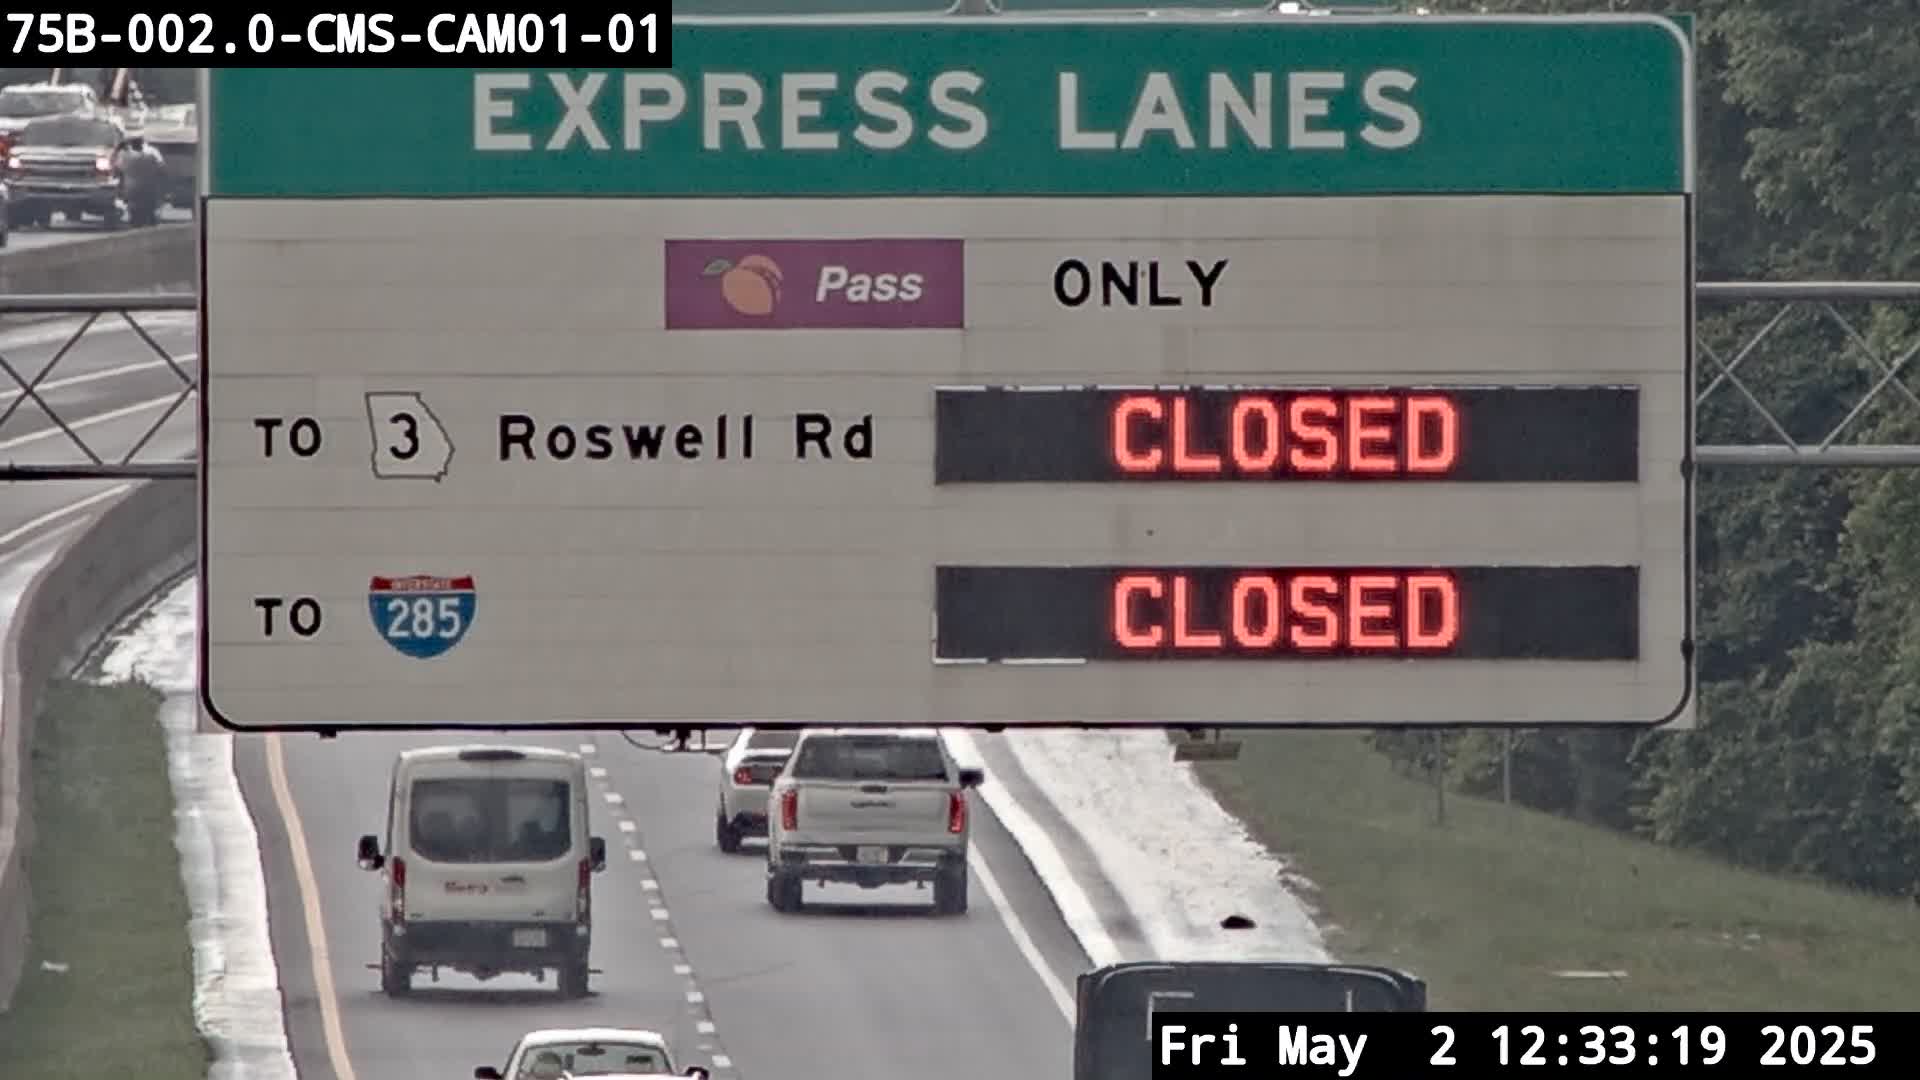 75B-002.0-CMS-CAM01-01
EXPRESS LANES
Pass ONLY
TO 3 Roswell Rd CLOSED
INTERSTATE
TO 285 CLOSED
Fri May 2 12:33:19 2025